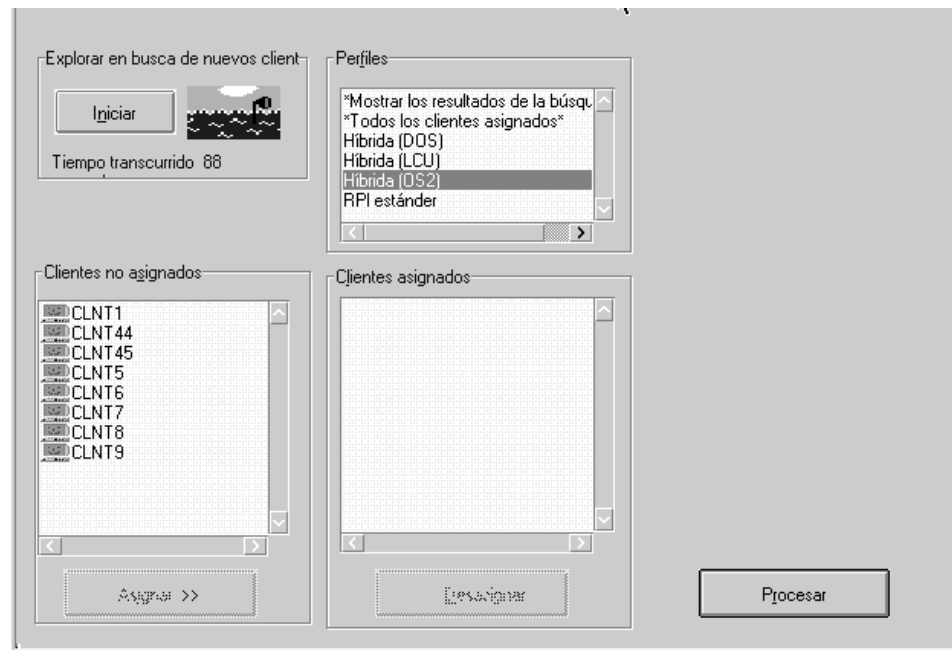 Explorar en busca de nuevos client
Iniciar
Tiempo transcurrido 88
Perfiles
*Mostrar los resultados de la búsqu
*Todos los clientes asignados*
Híbrida (DOS)
Híbrida (LCU)
Híbrida (OS2)
RPI estánder
Clientes no asignados
CLNT1
CLNT44
CLNT45
CLNT5
CLNT6
CLNT7
CLNT8
CLNT9
Asignar >>
Clientes asignados
Desasignar
Procesar